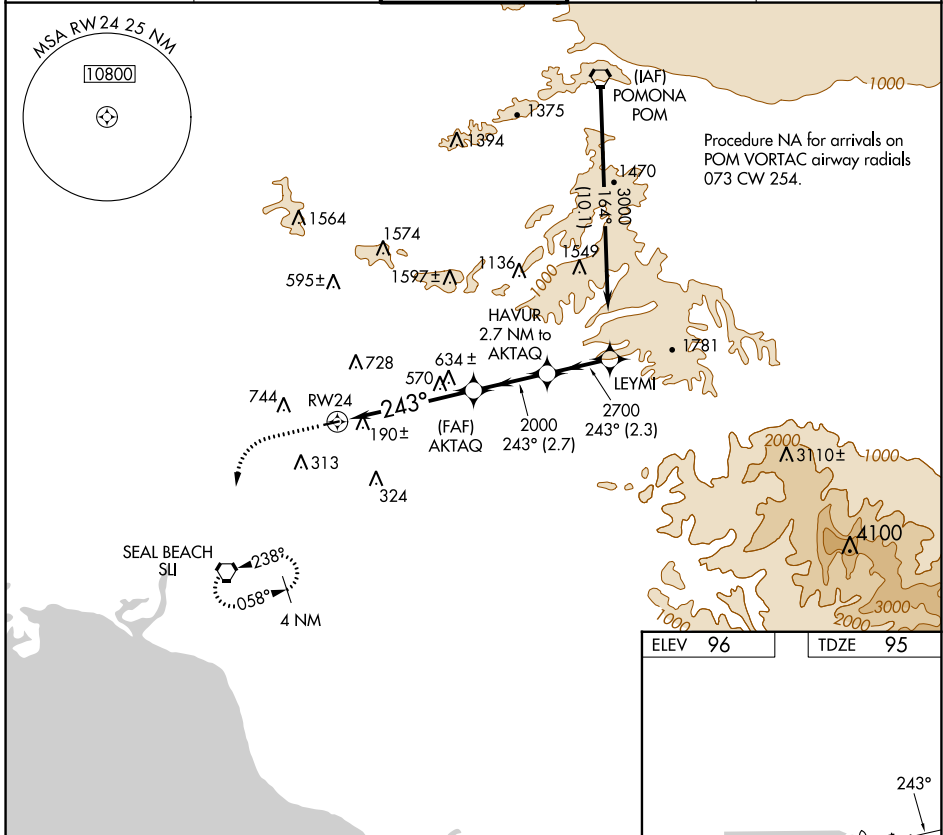 MSA RW24 25 NM
10800
(IAF)
POMONA
POM
1000
1375
1394
Procedure NA for arrivals on
POM VORTAC airway radials
073 CW 254.
1470
3000
164°
(10.1)
1564
1574
1549
1136
595±
1597±
1000
HAVUR
2.7 NM to
AKTAQ
1781
728
634±
570
LEYMI
744
RW24
243°
190±
(FAF)
AKTAQ
2000
243° (2.7)
2700
243° (2.3)
2000
3110±
1000
313
324
4100
SEAL BEACH
SLI
238°
058°
4 NM
1000
3000
2000
ELEV 96
TDZE 95
243°